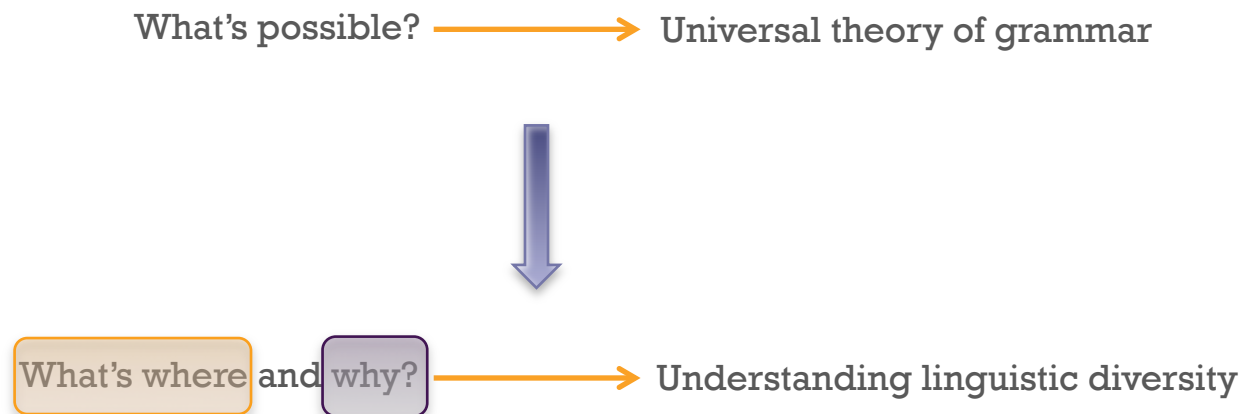 What’s possible? Universal theory of grammar
What’s where and why? Understanding linguistic diversity